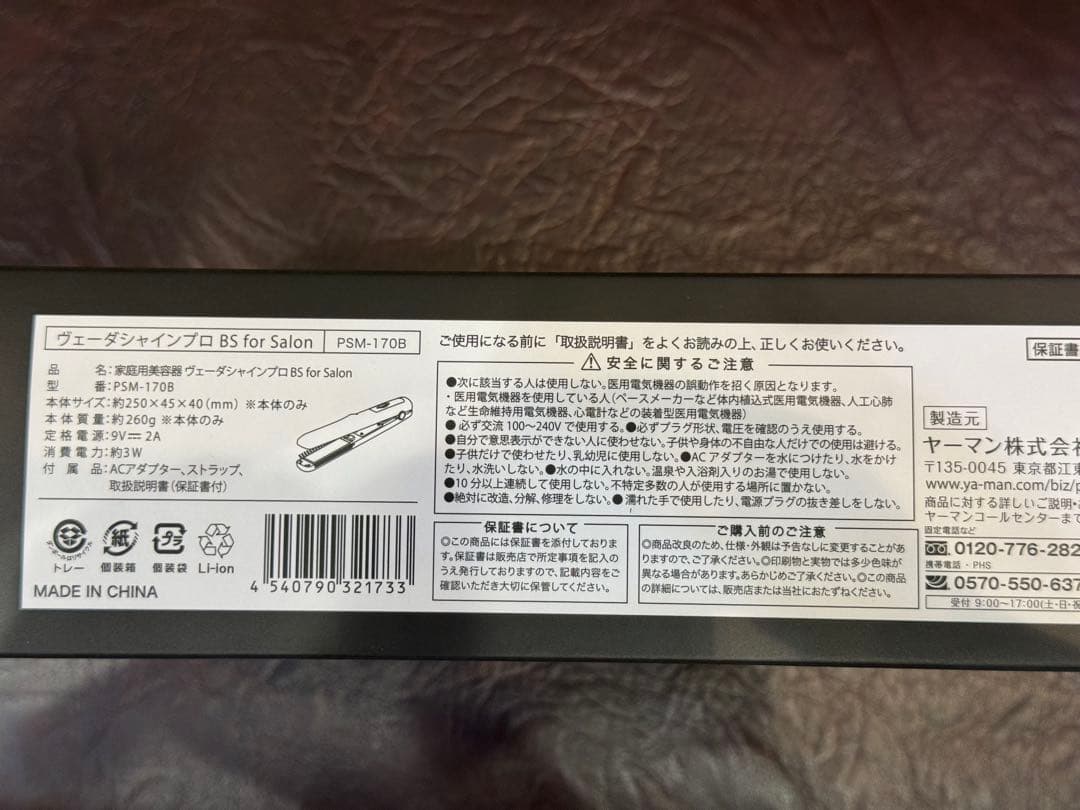 ヴェーダシャインプロ BS for Salon PSM-170B
品 名：家庭用美容器 ヴェーダシャインプロ BS for Salon
型 番：PSM-170B
本体サイズ：約250×45×40（mm）※本体のみ
本体質量：約260g ※本体のみ
定格電源：9V⎓2A
消費電力：約3W
付属品：ACアダプター、ストラップ、
取扱説明書（保証書付）
ダンボールはリサイクル
トレー
紙
個装箱
プラ
個装袋
Li-ion
4 540790 321733
MADE IN CHINA
ご使用になる前に「取扱説明書」をよくお読みの上、正しくお使いください。
安全に関するご注意
●次に該当する人は使用しない。医用電気機器の誤動作を招く原因となります。
・医用電気機器を使用している人（ペースメーカーなど体内植込式医用電気機器、人工心肺
など生命維持用電気機器、心電計などの装着型医用電気機器）
●必ず交流100～240Vで使用する。●必ずプラグ形状、電圧を確認のうえ使用する。
●自分で意思表示ができない人に使わせない。子供や身体の不自由な人だけでの使用は避ける。
●子供だけで使わせたり、乳幼児に使用しない。●ACアダプターを水につけたり、水をかけ
たり、水洗いしない。●水の中に入れない。温泉や入浴剤入りのお湯で使用しない。
●10分以上連続して使用しない。不特定多数の人が使用する場所に置かない。
●絶対に改造、分解、修理をしない。●濡れた手で使用したり、電源プラグの抜き差しをしない。
保証書について
◎この商品には保証書を添付しております。
保証書は販売店で所定事項を記入の
うえ発行しておりますので、記載内容をご
確認いただき大切に保管してください。
ご購入前のご注意
◎商品改良のため、仕様・外観は予告なしに変更することがあ
りますので、ご了承ください。◎印刷物と実物では多少色味が
異なる場合があります。あらかじめご了承ください。◎この商品
の詳細については、販売店または当社におたずねください。
保証書
製造元
ヤーマン株式会社
〒135-0045 東京都江東
www.ya-man.com/biz/p
商品に対する詳しいご説明・
ヤーマンコールセンターまで
固定電話など
0120-776-282
携帯電話・PHS
0570-550-637
受付 9:00～17:00(土・日・祝